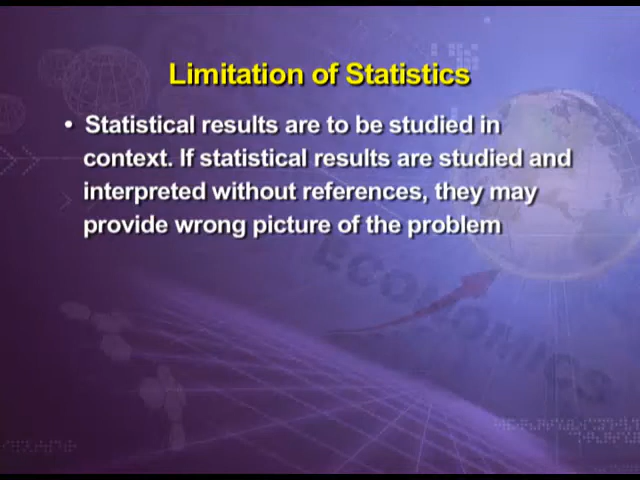 Limitation of Statistics
• Statistical results are to be studied in
context. If statistical results are studied and
interpreted without references, they may
provide wrong picture of the problem
ECONOMICS